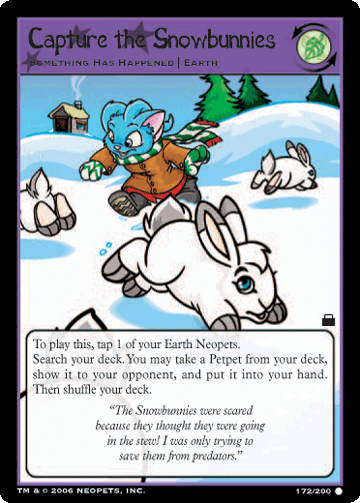 Capture the Snowbunnies
Something Has Happened | Earth
To play this, tap 1 of your Earth Neopets.
Search your deck. You may take a Petpet from your deck,
show it to your opponent, and put it into your hand.
Then shuffle your deck.
"The Snowbunnies were scared
because they thought they were going
in the stew! I was only trying to
save them from predators."
TM & © 2006 NEOPETS, INC.
172/200